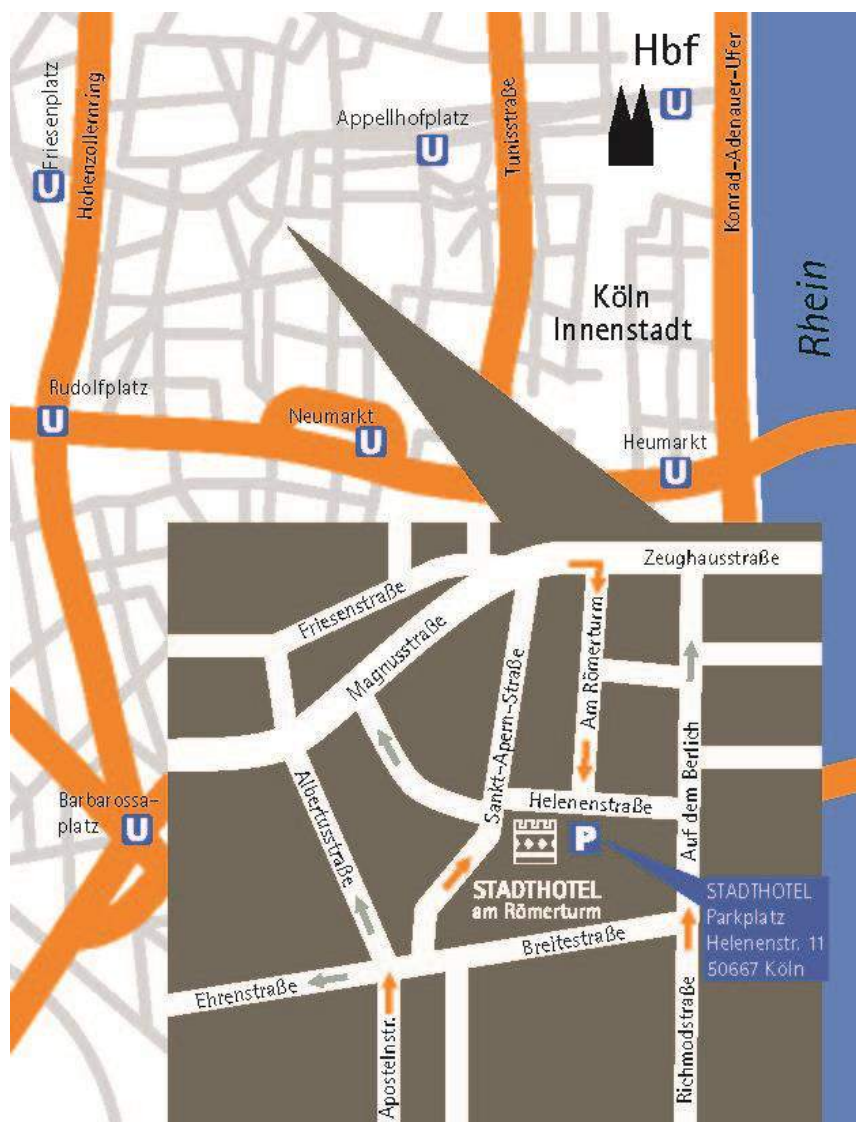 Hbf
U
Friesenplatz
U
Hohenzollernring
Appellhofplatz
U
Tunisstraße
Konrad-Adenauer-Ufer
Rhein
Köln
Innenstadt
Rudolfplatz
U
Neumarkt
U
Heumarkt
U
Zeughausstraße
Friesenstraße
Magnusstraße
Sankt-Apern-Straße
Am Römerturm
Auf dem Berlich
Helenenstraße
Albertusstraße
Barbarossa-
platz
U
P
STADTHOTEL
am Römerturm
STADTHOTEL
Parkplatz
Helenenstr. 11
50667 Köln
Breitestraße
Ehrenstraße
Apostelnstr.
Richmodstraße